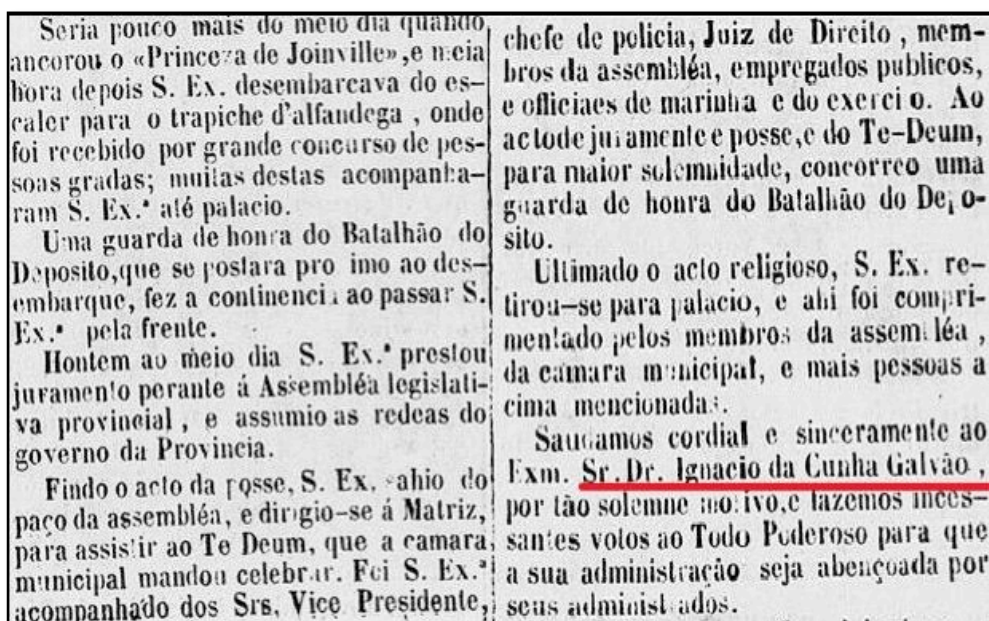 Seria pouco mais do meio dia quando
ancorou o «Princeza de Joinville»,e meia
hora depois S. Ex. desembarcava do es-
caler para o trapiche d'alfandega , onde
foi recebido por grande concurso de pes-
soas gradas; muitas destas acompanha-
ram S. Ex.ª até palacio.
Uma guarda de honra do Batalhão do
Deposito,que se postara pro imo ao des-
embarque, fez a continencia ao passar S.
Ex.ª pela frente.
Hontem ao meio dia S. Ex.ª prestou
juramento perante á Assembléa legislati-
va provincial , e assumio as redeas do
governo da Provincia.
Findo o acto da posse, S. Ex. sahio do
paço da assembléa, e dirigio-se á Matriz,
para assistir ao Te Deum, que a camara
municipal mandou celebrar. Foi S. Ex.ª
acompanhado dos Srs. Vice Presidente,
chefe de policia, Juiz de Direito , mem-
bros da assembléa, empregados publicos,
e officiaes de marinha e do exerci o. Ao
actode juramente e posse,e do Te-Deum,
para maior solemnidade, concorreo uma
guarda de honra do Batalhão do Depo-
sito.
Ultimado o acto religioso, S. Ex. re-
tirou-se para palacio, e ahi foi compri-
mentado pelos membros da assembléa ,
da camara municipal, e mais pessoas a
cima mencionadas.
Saudamos cordial e sinceramente ao
Exm. Sr. Dr. Ignacio da Cunha Galvão ,
por tão solemne motivo,e fazemos inces-
santes votos ao Todo Poderoso para que
a sua administração seja abençoada por
seus administ ados.